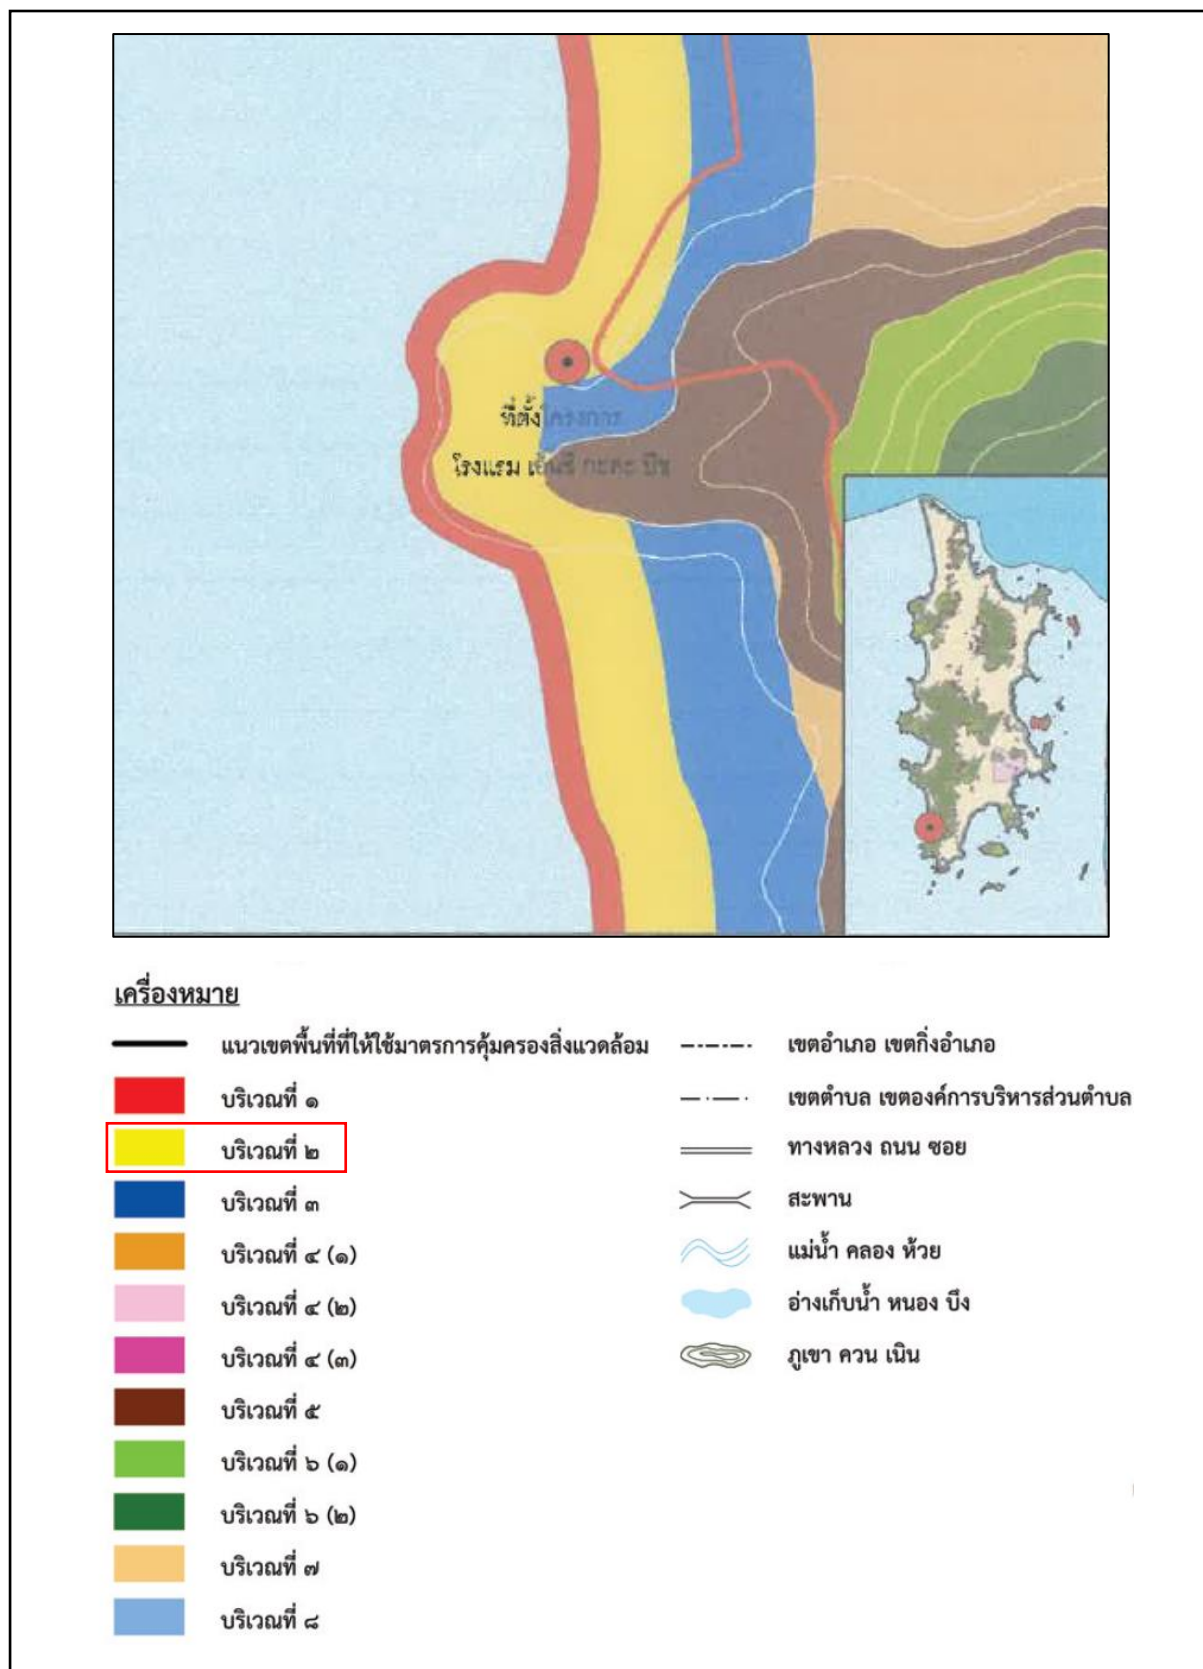 ที่ตั้งโครงการ
โรงแรม เอ็นซี กะตะ บีช
เครื่องหมาย
แนวเขตพื้นที่ที่ให้ใช้มาตรการคุ้มครองสิ่งแวดล้อม
บริเวณที่ ๑
บริเวณที่ ๒
บริเวณที่ ๓
บริเวณที่ ๔ (๑)
บริเวณที่ ๔ (๒)
บริเวณที่ ๔ (๓)
บริเวณที่ ๕
บริเวณที่ ๖ (๑)
บริเวณที่ ๖ (๒)
บริเวณที่ ๗
บริเวณที่ ๘
เขตอำเภอ เขตกิ่งอำเภอ
เขตตำบล เขตองค์การบริหารส่วนตำบล
ทางหลวง ถนน ซอย
สะพาน
แม่น้ำ คลอง ห้วย
อ่างเก็บน้ำ หนอง บึง
ภูเขา ควน เนิน